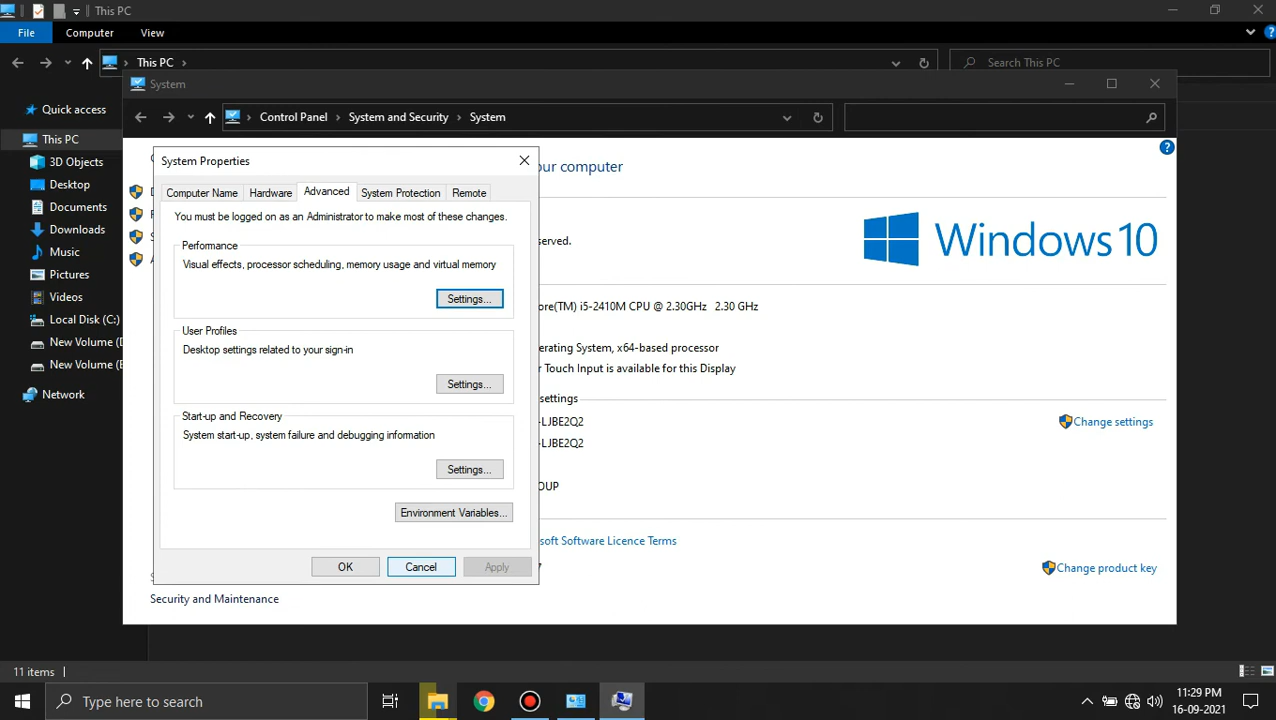 This PC
File Computer View
This PC
Search This PC
System
Quick access
Control Panel System and Security System
This PC
3D Objects
Desktop
Documents
Downloads
Music
Pictures
Videos
Local Disk (C:)
New Volume (
New Volume (
Network
System Properties
Computer Name Hardware Advanced System Protection Remote
You must be logged on as an Administrator to make most of these changes.
Performance
Visual effects, processor scheduling, memory usage and virtual memory
Settings...
User Profiles
Desktop settings related to your sign-in
Settings...
Start-up and Recovery
System start-up, system failure and debugging information
Settings...
Environment Variables...
OK Cancel Apply
our computer
served.
Windows 10
ore(TM) i5-2410M CPU @ 2.30GHz 2.30 GHz
erating System, x64-based processor
r Touch Input is available for this Display
settings
-LJBE2Q2
Change settings
-LJBE2Q2
OUP
soft Software Licence Terms
Change product key
Security and Maintenance
11 items
Type here to search
11:29 PM
16-09-2021